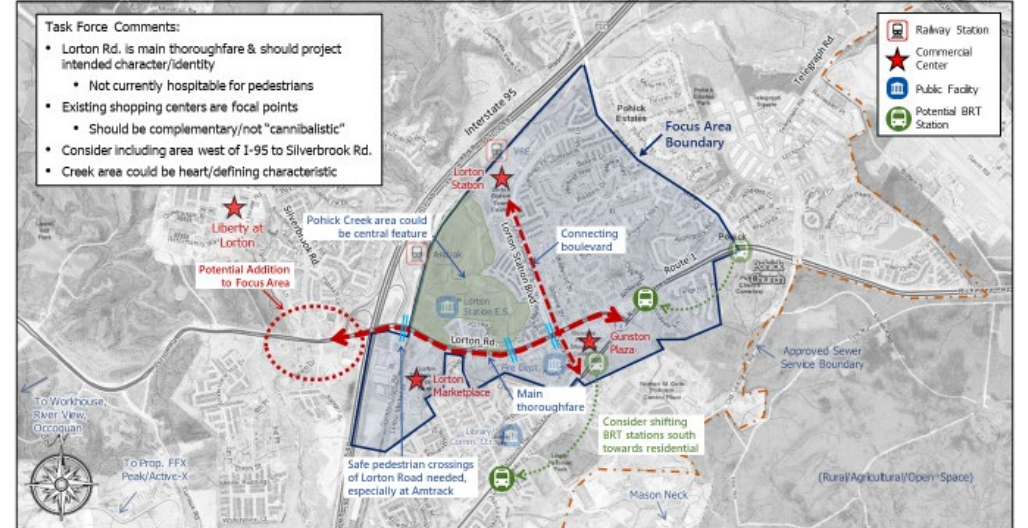 Task Force Comments:
• Lorton Rd. is main thoroughfare & should project
intended character/identity
• Not currently hospitable for pedestrians
• Existing shopping centers are focal points
• Should be complementary/not “cannibalistic”
• Consider including area west of I-95 to Silverbrook Rd.
• Creek area could be heart/defining characteristic
Railway Station
Commercial
Center
Public Facility
Potential BRT
Station
Telegraph Rd.
Interstate 95
Pohick
Estates
Focus Area
Boundary
VRE
Lorton
Station
Liberty at
Lorton
Silverbrook Rd.
Pohick Creek area could
be central feature
Connecting
boulevard
Lorton Station Blvd
Route 1
Pohick
Amtrak
Potential Addition
to Focus Area
Lorton
Station E.S.
Lorton Rd.
Gunston
Plaza
Fire Dept.
Approved Sewer
Service Boundary
Lorton
Marketplace
Main
thoroughfare
To Workhouse,
River View,
Occoquan
Library
Comm. Ctr.
Consider shifting
BRT stations south
towards residential
Safe pedestrian crossings
of Lorton Road needed,
especially at Amtrack
To Prop. FFX
Peak/Active-X
Mason Neck
(Rural/Agricultural/Open Space)